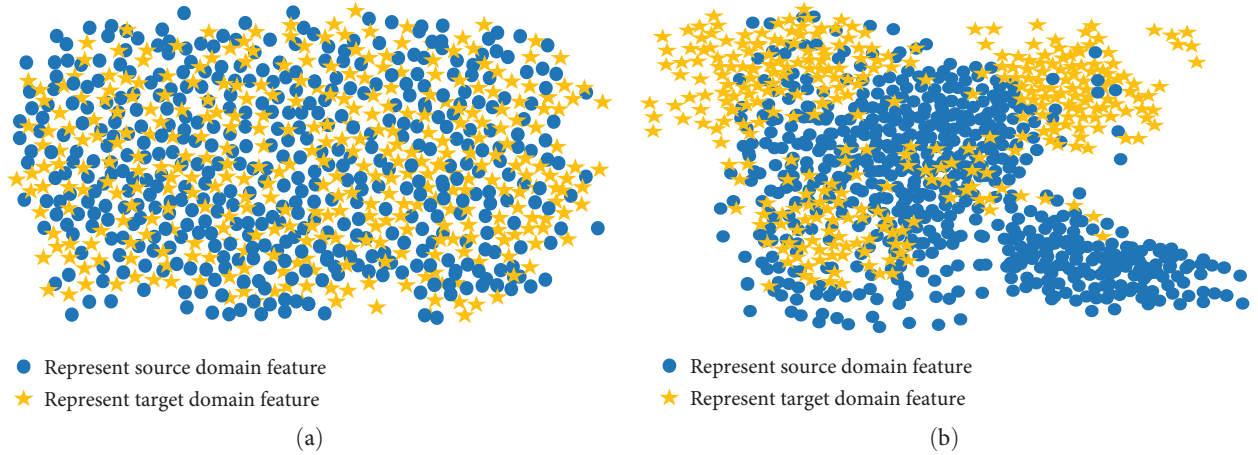 Represent source domain feature
Represent target domain feature
(a)
Represent source domain feature
Represent target domain feature
(b)